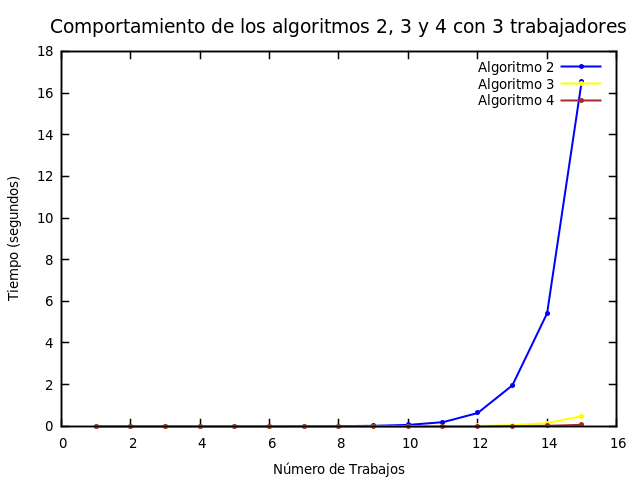 Comportamiento de los algoritmos 2, 3 y 4 con 3 trabajadores
18
16
14
12
10
8
6
4
2
0
Tiempo (segundos)
Algoritmo 2
Algoritmo 3
Algoritmo 4
0 2 4 6 8 10 12 14 16
Número de Trabajos